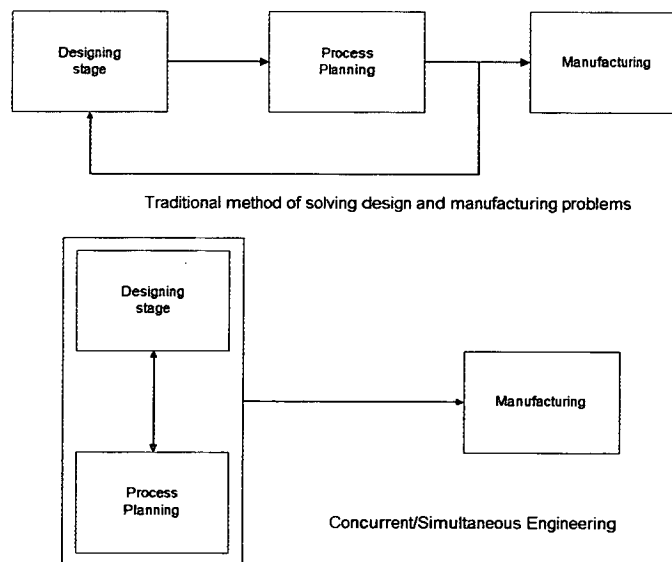 Designing
stage
Process
Planning
Manufacturing
Traditional method of solving design and manufacturing problems
Designing
stage
Manufacturing
Process
Planning
Concurrent/Simultaneous Engineering